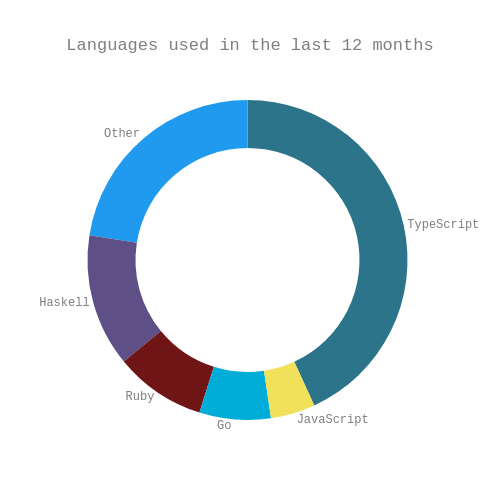 Languages used in the last 12 months
Other
TypeScript
Haskell
Ruby
JavaScript
Go